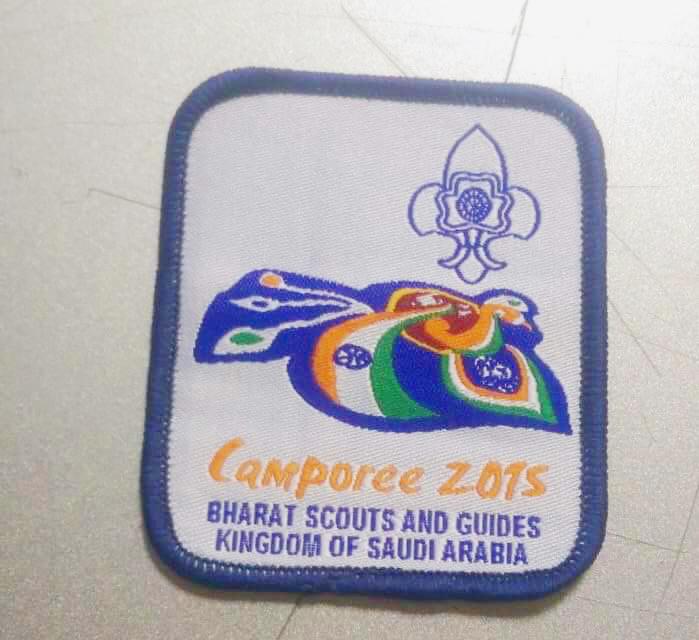 Camporee 2015
BHARAT SCOUTS AND GUIDES
KINGDOM OF SAUDI ARABIA